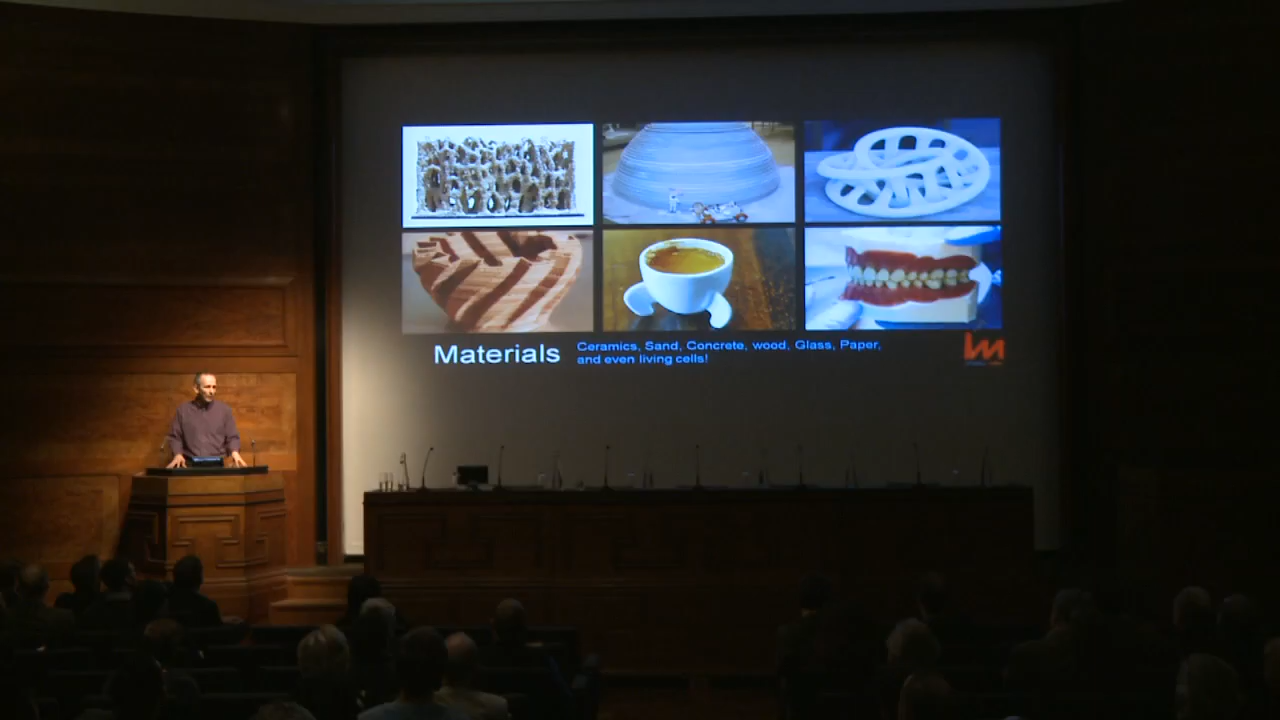 Materials
Ceramics, Sand, Concrete, wood, Glass, Paper,
and even living cells!